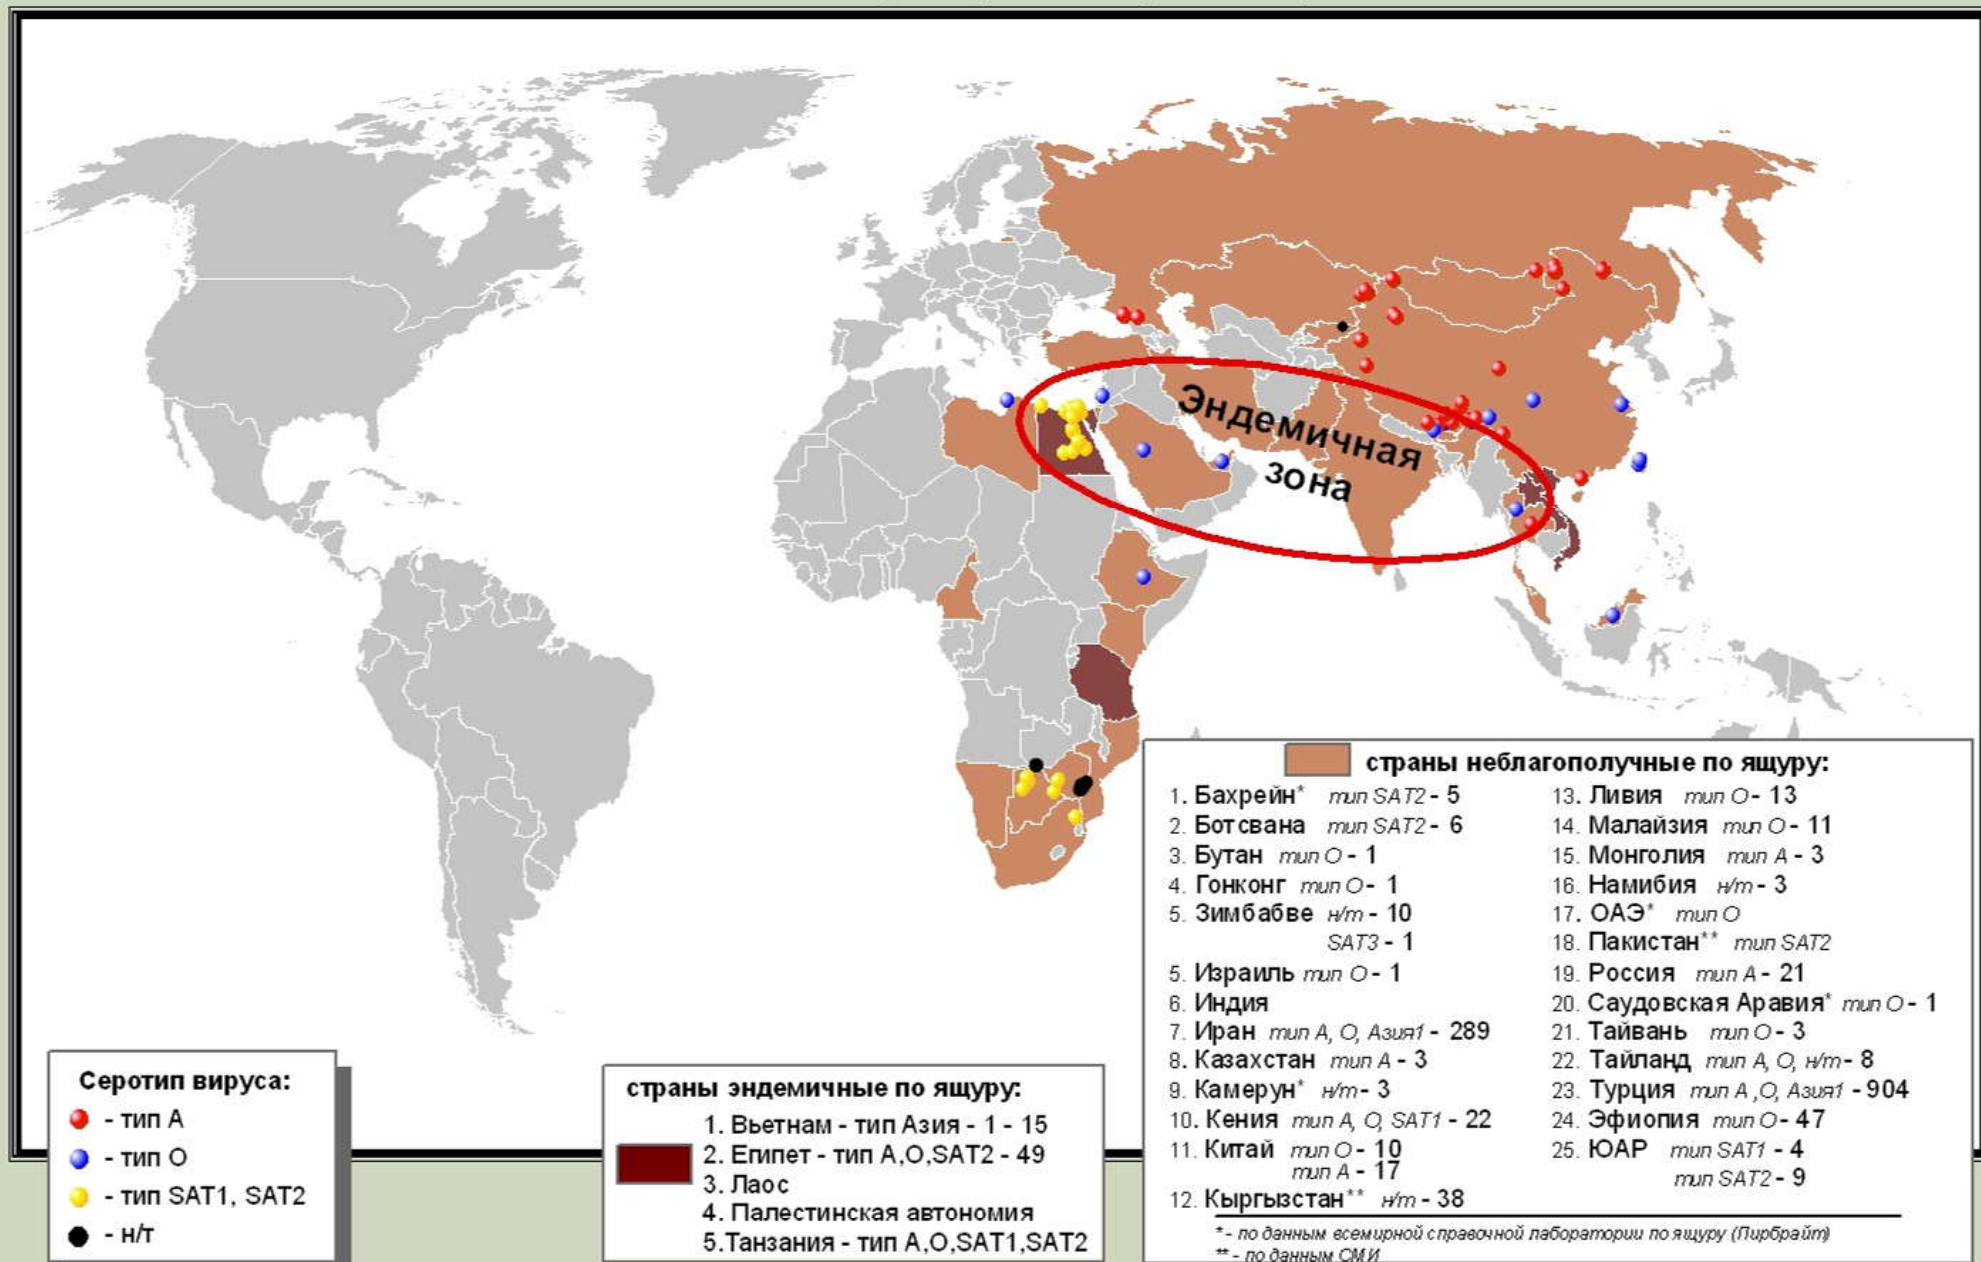 Эндемичная
зона
Серотип вируса:
- тип А
- тип О
- тип SAT1, SAT2
- н/т
страны эндемичные по ящуру:
1. Вьетнам - тип Азия - 1 - 15
2. Египет - тип А,О,SAT2 - 49
3. Лаос
4. Палестинская автономия
5.Танзания - тип А,О,SAT1,SAT2
страны неблагополучные по ящуру:
1. Бахрейн* тип SAT2 - 5
2. Ботсвана тип SAT2 - 6
3. Бутан тип О - 1
4. Гонконг тип О - 1
5. Зимбабве н/т - 10
SAT3 - 1
5. Израиль тип О - 1
6. Индия
7. Иран тип А, О, Азия1 - 289
8. Казахстан тип А - 3
9. Камерун* н/т - 3
10. Кения тип А, О, SAT1 - 22
11. Китай тип О - 10
тип А - 17
12. Кыргызстан** н/т - 38
13. Ливия тип О - 13
14. Малайзия тип О - 11
15. Монголия тип А - 3
16. Намибия н/т - 3
17. ОАЭ* тип О
18. Пакистан** тип SAT2
19. Россия тип А - 21
20. Саудовская Аравия* тип О - 1
21. Тайвань тип О - 3
22. Тайланд тип А, О, н/т - 8
23. Турция тип А ,О, Азия1 - 904
24. Эфиопия тип О - 47
25. ЮАР тип SAT1 - 4
тип SAT2 - 9
* - по данным всемирной справочной лаборатории по ящуру (Пирбрайт)
** - по данным СМИ